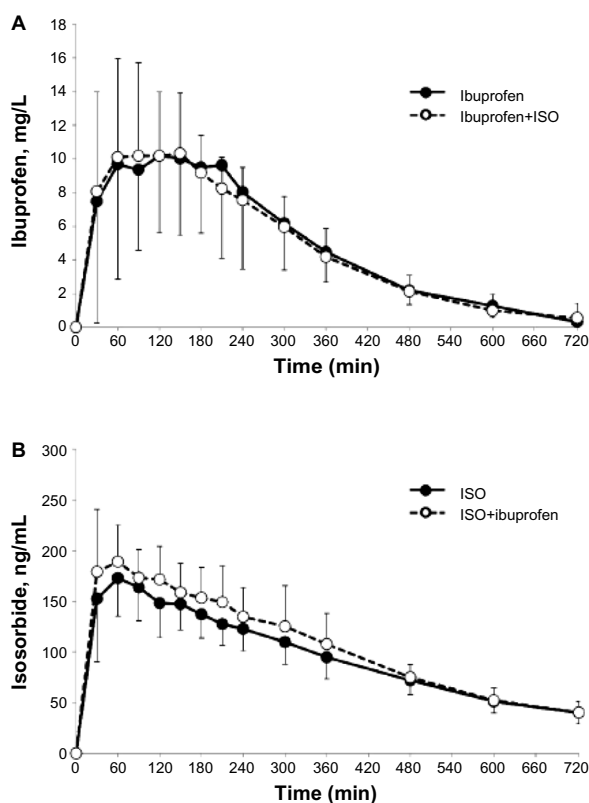 A
18
16
14
12
10
8
6
4
2
0
Ibuprofen, mg/L
Ibuprofen
Ibuprofen+ISO
0 60 120 180 240 300 360 420 480 540 600 660 720
Time (min)
B
300
250
200
150
100
50
0
Isosorbide, ng/mL
ISO
ISO+ibuprofen
0 60 120 180 240 300 360 420 480 540 600 660 720
Time (min)